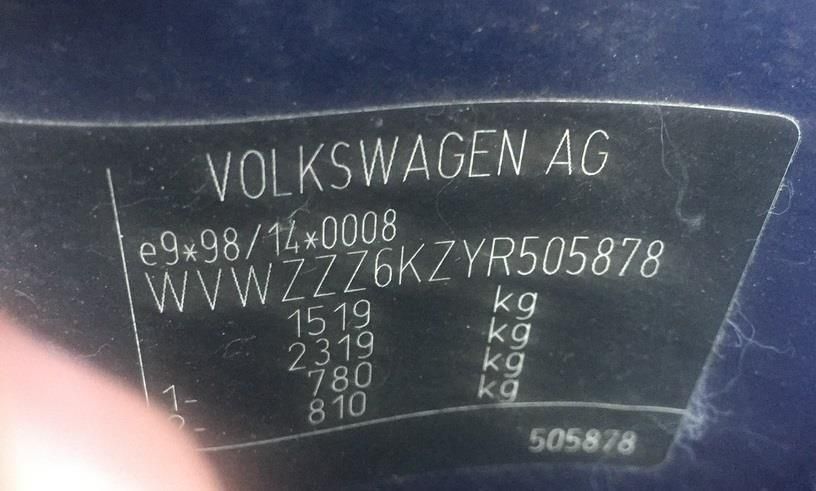 VOLKSWAGEN AG
e9*98/14*0008
WVWZZZ6KZYR505878
1519 kg
2319 kg
1- 780 kg
2- 810 kg
505878